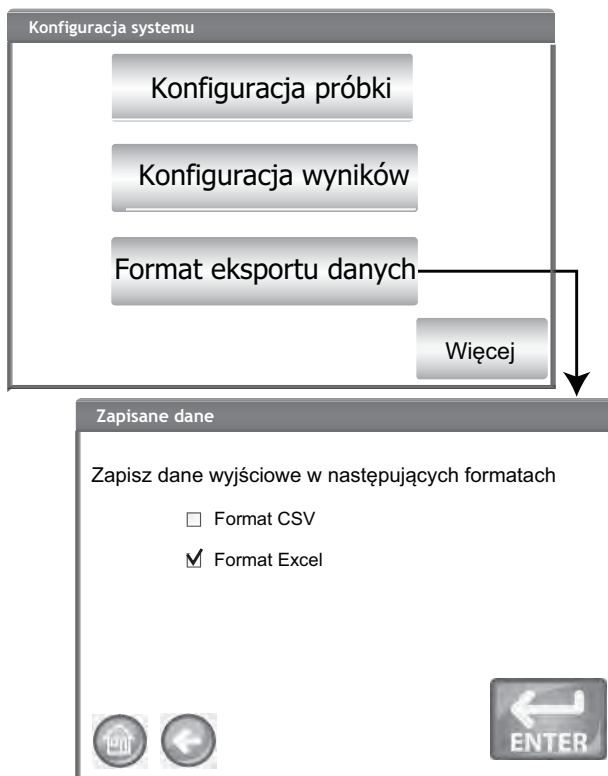 Konfiguracja systemu
Konfiguracja próbki
Konfiguracja wyników
Format eksportu danych
Więcej
Zapisane dane
Zapisz dane wyjściowe w następujących formatach
Format CSV
Format Excel
ENTER